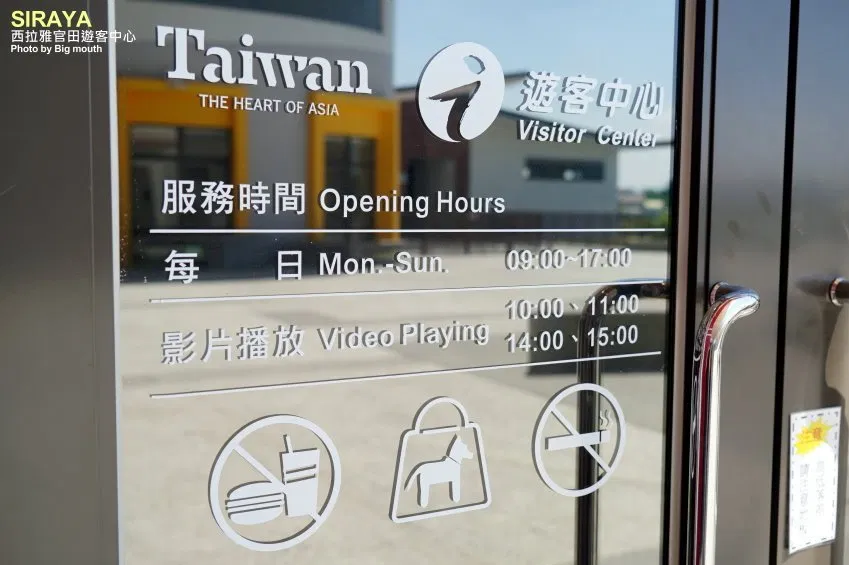 SIRAYA
西拉雅官田遊客中心
Photo by Big mouth
Taiwan
THE HEART OF ASIA
遊客中心
Visitor Center
服務時間 Opening Hours
每 日 Mon.-Sun. 09:00~17:00
影片播放 Video Playing 10:00、11:00
14:00、15:00